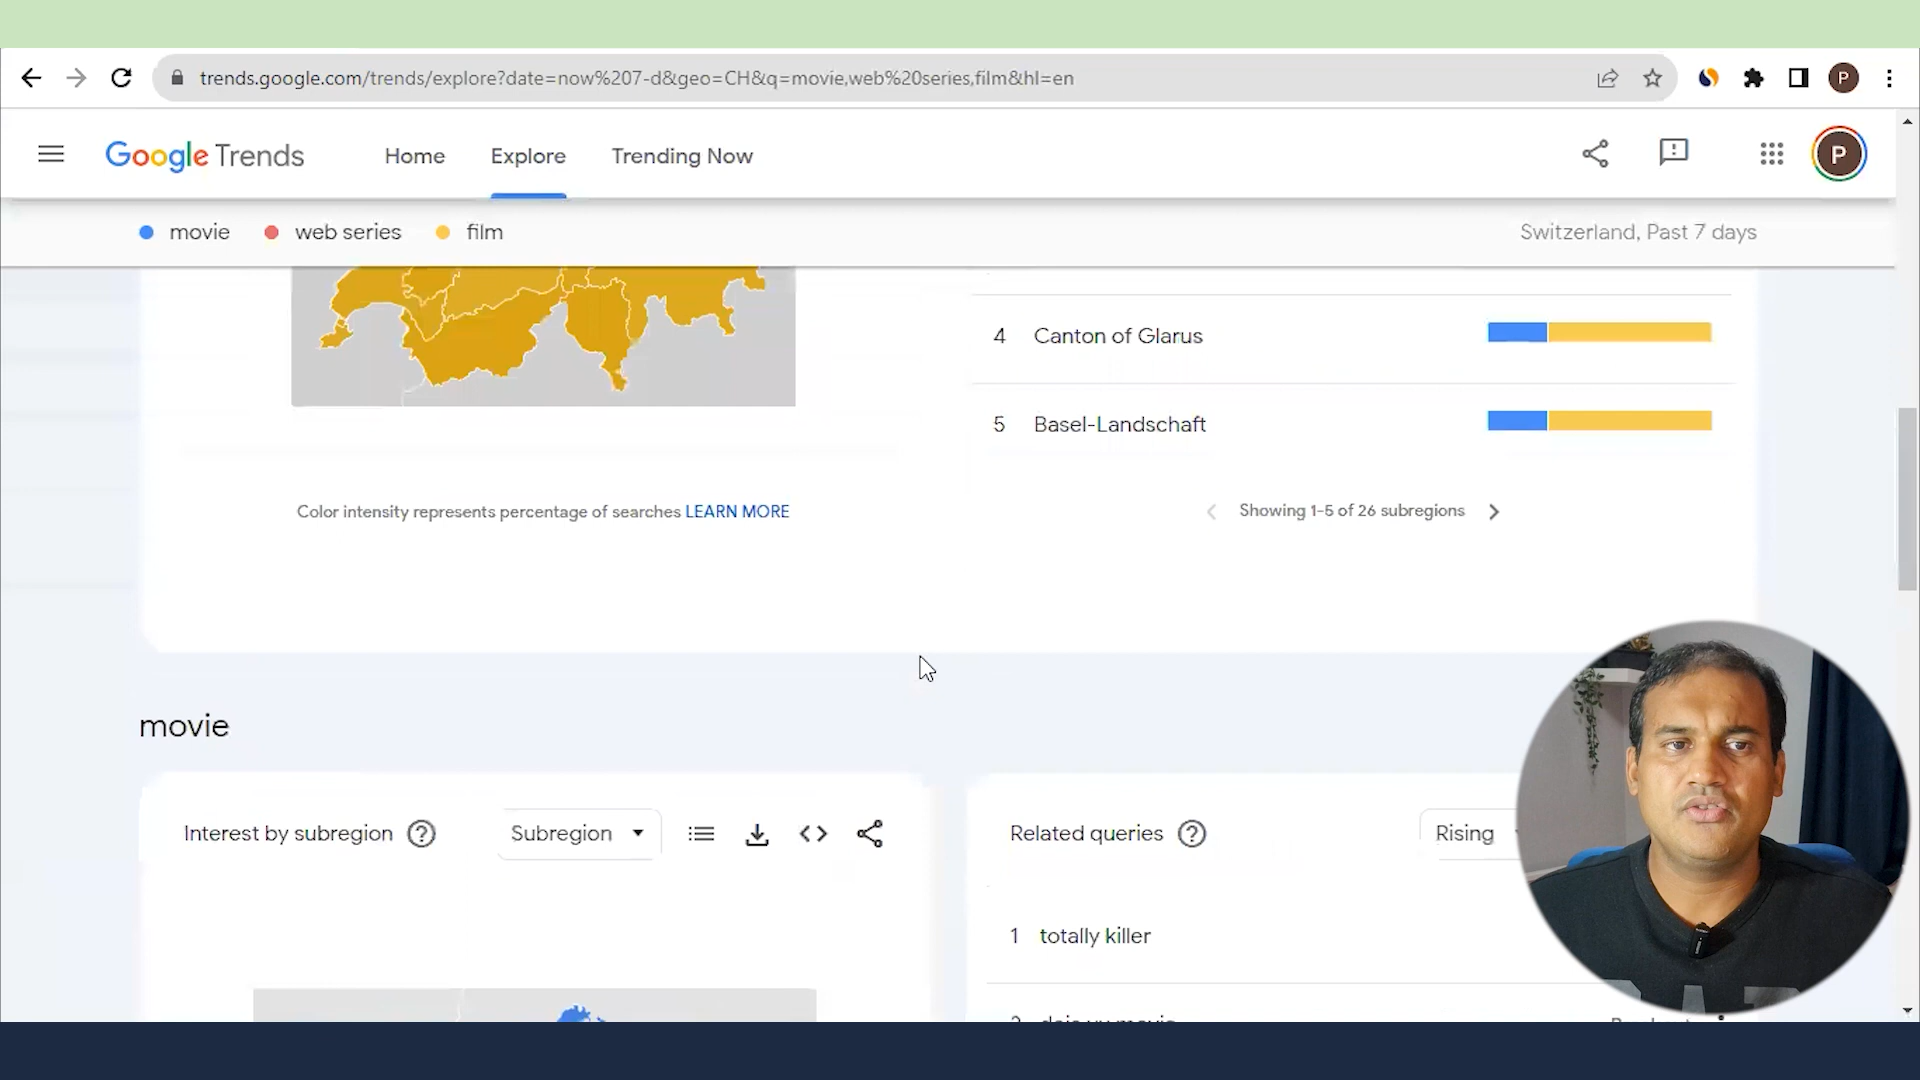 trends.google.com/trends/explore?date=now%207-d&geo=CH&q=movie,web%20series,film&hl=en
P
Google Trends
Home
Explore
Trending Now
P
movie
web series
film
Switzerland, Past 7 days
4 Canton of Glarus
5 Basel-Landschaft
Color intensity represents percentage of searches LEARN MORE
Showing 1-5 of 26 subregions
movie
Interest by subregion
Subregion
Related queries
Rising
1 totally killer